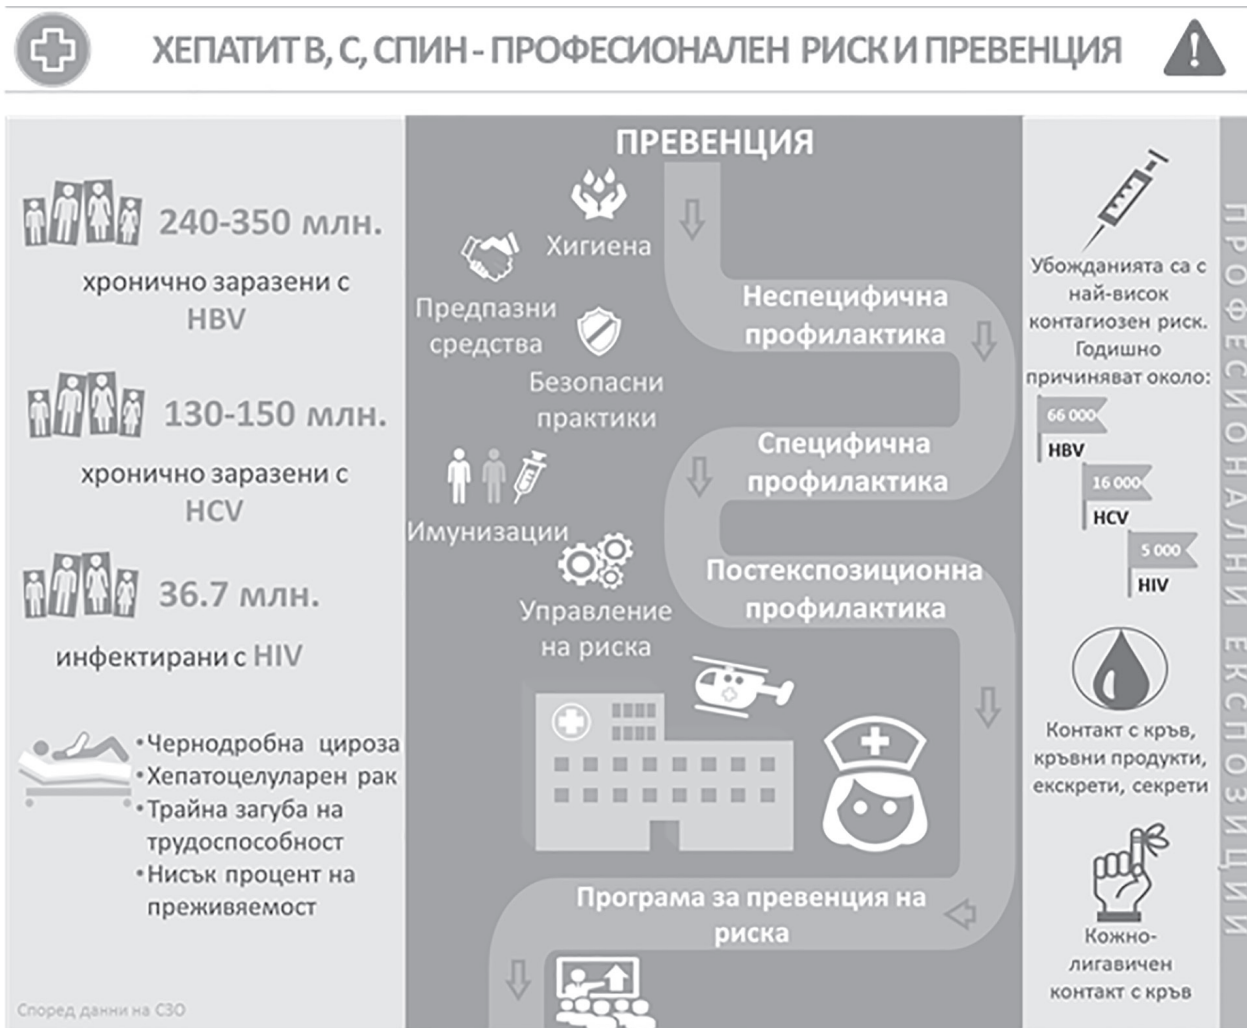 ХЕПАТИТ В, С, СПИН - ПРОФЕСИОНАЛЕН РИСК И ПРЕВЕНЦИЯ
240-350 млн.
хронично заразени с
HBV
130-150 млн.
хронично заразени с
HCV
36.7 млн.
инфектирани с HIV
•Чернодробна цироза
•Хепатоцелуларен рак
•Трайна загуба на
трудоспособност
•Нисък процент на
преживяемост
Според данни на СЗО
ПРЕВЕНЦИЯ
Хигиена
Предпазни
средства
Безопасни
практики
Неспецифична
профилактика
Специфична
профилактика
Имунизации
Постекспозиционна
профилактика
Управление
на риска
Програма за превенция на
риска
Убожданията са с
най-висок
контагиозен риск.
Годишно
причиняват около:
66 000
HBV
16 000
HCV
5 000
HIV
Контакт с кръв,
кръвни продукти,
екскрети, секрети
Кожно-
лигавичен
контакт с кръв
ПРОФЕСИОНАЛНИ ЕКСПОЗИЦИИ